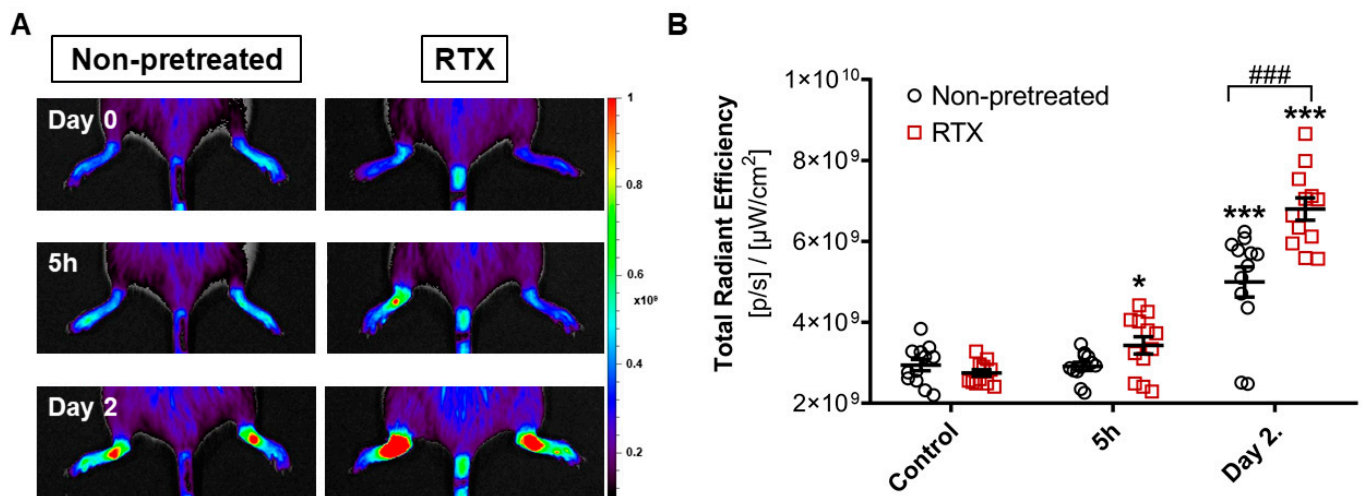 A
Non-pretreated
RTX
Day 0
5h
Day 2
1
0.8
0.6
x10⁹
0.4
0.2
B
Total Radiant Efficiency
[p/s] / [µW/cm²]
1×10¹⁰
8×10⁹
6×10⁹
4×10⁹
2×10⁹
Non-pretreated
RTX
*
***
###
***
Control
5h
Day 2.